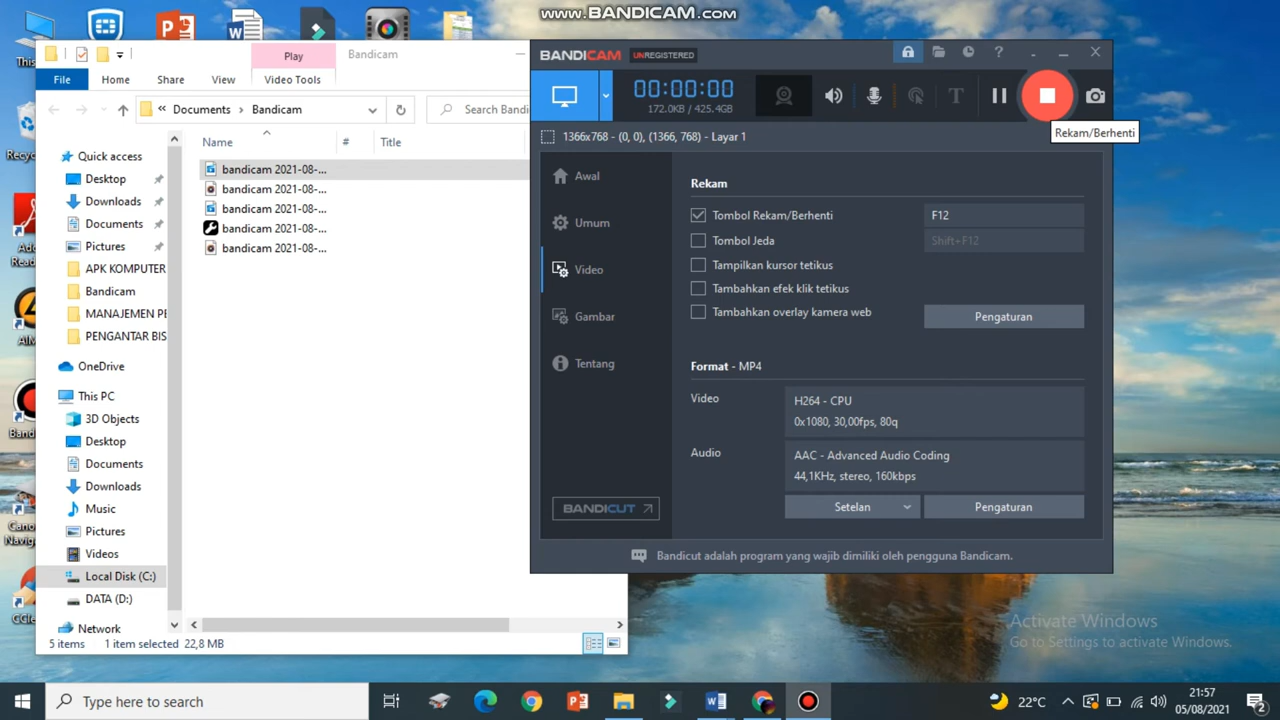 www.BANDICAM.com
This
Play
Bandicam
File
Home
Share
View
Video Tools
« Documents > Bandicam
Search Bandi
Name
#
Title
Quick access
Desktop
Downloads
Documents
Pictures
APK KOMPUTER
Bandicam
MANAJEMEN PE
PENGANTAR BIS
OneDrive
This PC
3D Objects
Desktop
Documents
Downloads
Music
Pictures
Videos
Local Disk (C:)
DATA (D:)
Network
bandicam 2021-08-...
bandicam 2021-08-...
bandicam 2021-08-...
bandicam 2021-08-...
bandicam 2021-08-...
5 items
1 item selected 22,8 MB
BANDICAM UNREGISTERED
00:00:00
172.0KB / 425.4GB
Rekam/Berhenti
1366x768 - (0, 0), (1366, 768) - Layar 1
Awal
Umum
Video
Gambar
Tentang
BANDICUT
Rekam
Tombol Rekam/Berhenti
F12
Tombol Jeda
Shift+F12
Tampilkan kursor tetikus
Tambahkan efek klik tetikus
Tambahkan overlay kamera web
Pengaturan
Format - MP4
Video
H264 - CPU
0x1080, 30,00fps, 80q
Audio
AAC - Advanced Audio Coding
44,1KHz, stereo, 160kbps
Setelan
Pengaturan
Bandicut adalah program yang wajib dimiliki oleh pengguna Bandicam.
Activate Windows
Go to Settings to activate Windows.
Type here to search
22°C
21:57
05/08/2021
2